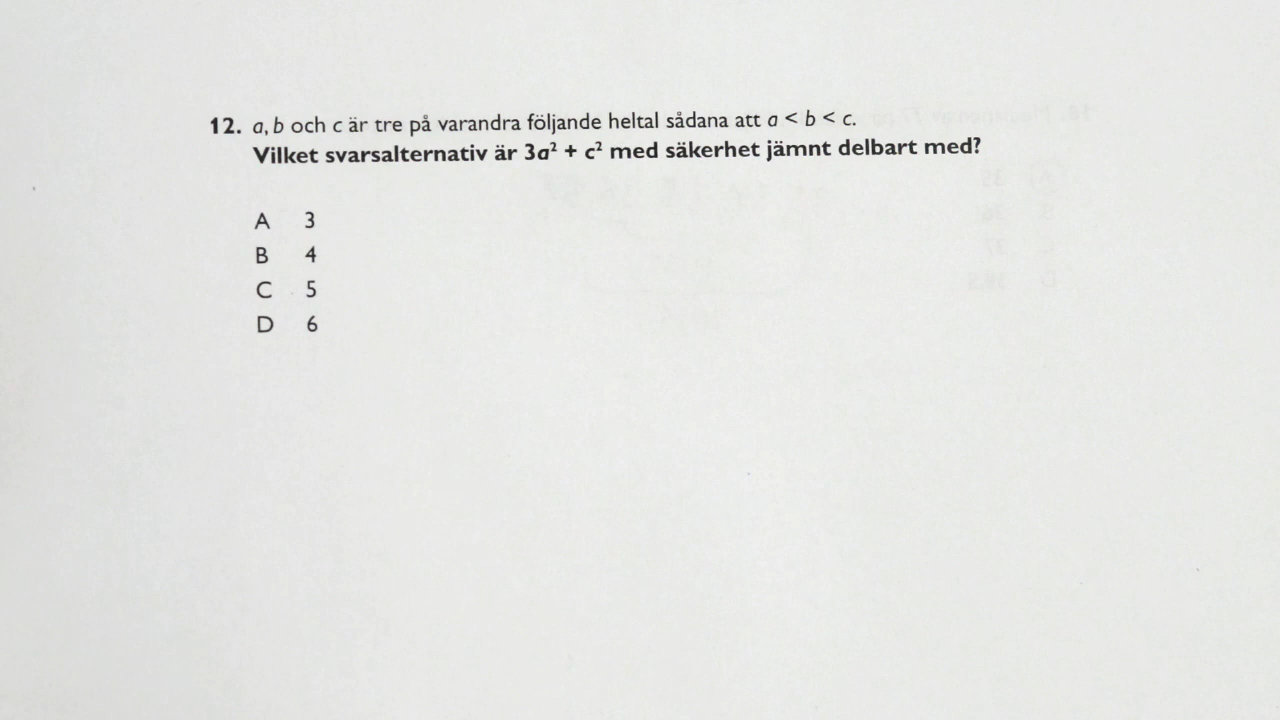 12. a, b och c är tre på varandra följande heltal sådana att a < b < c.
Vilket svarsalternativ är 3a² + c² med säkerhet jämnt delbart med?
A 3
B 4
C 5
D 6